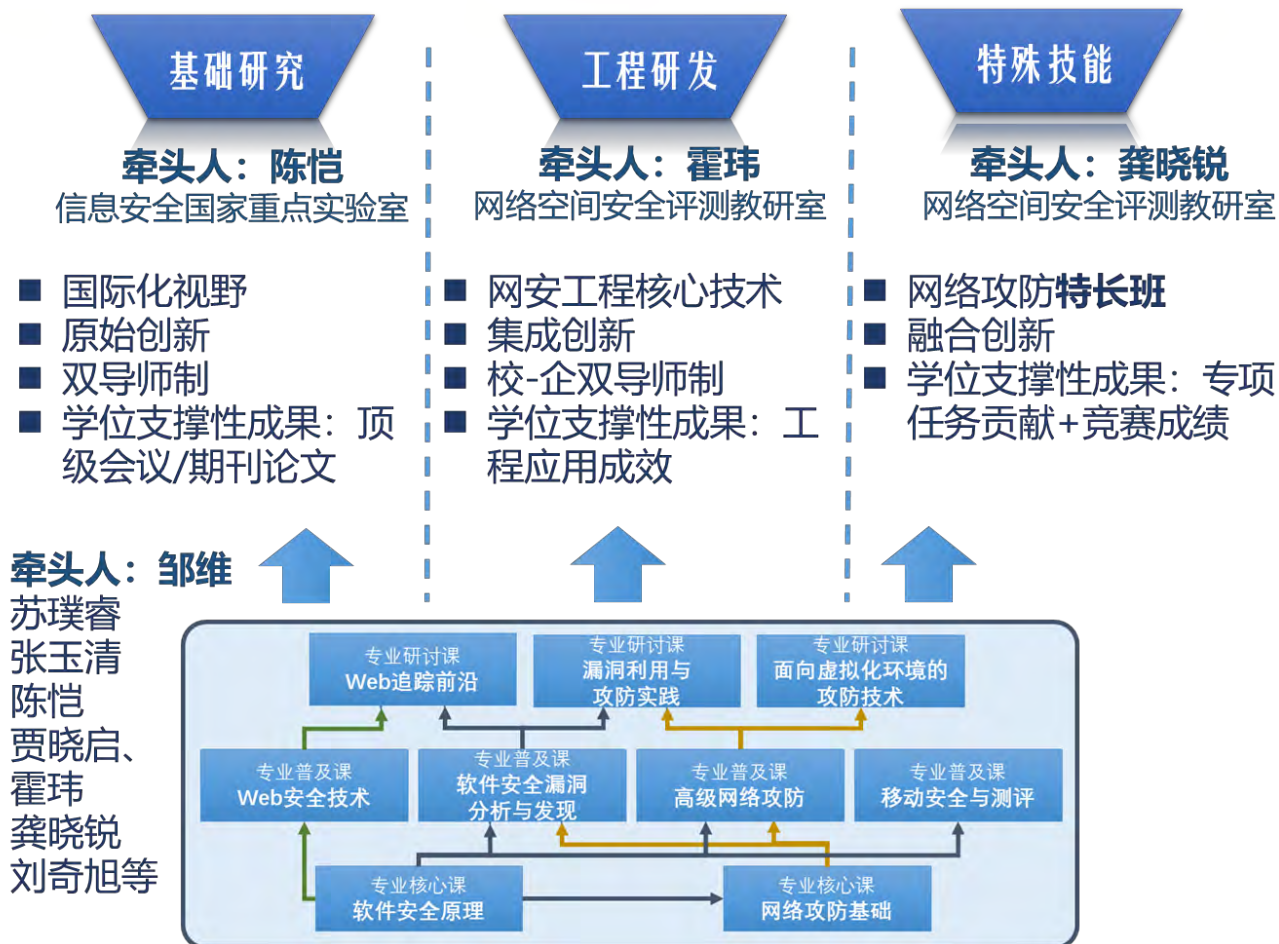 基础研究
牵头人：陈恺
信息安全国家重点实验室
■ 国际化视野
■ 原始创新
■ 双导师制
■ 学位支撑性成果：顶
级会议/期刊论文
工程研发
牵头人：霍玮
网络空间安全评测教研室
■ 网安工程核心技术
■ 集成创新
■ 校-企双导师制
■ 学位支撑性成果：工
程应用成效
特殊技能
牵头人：龚晓锐
网络空间安全评测教研室
■ 网络攻防特长班
■ 融合创新
■ 学位支撑性成果：专项
任务贡献+竞赛成绩
牵头人：邹维
苏璞睿
张玉清
陈恺
贾晓启、
霍玮
龚晓锐
刘奇旭等
专业研讨课
Web追踪前沿
专业研讨课
漏洞利用与
攻防实践
专业研讨课
面向虚拟化环境的
攻防技术
专业普及课
Web安全技术
专业普及课
软件安全漏洞
分析与发现
专业普及课
高级网络攻防
专业普及课
移动安全与测评
专业核心课
软件安全原理
专业核心课
网络攻防基础